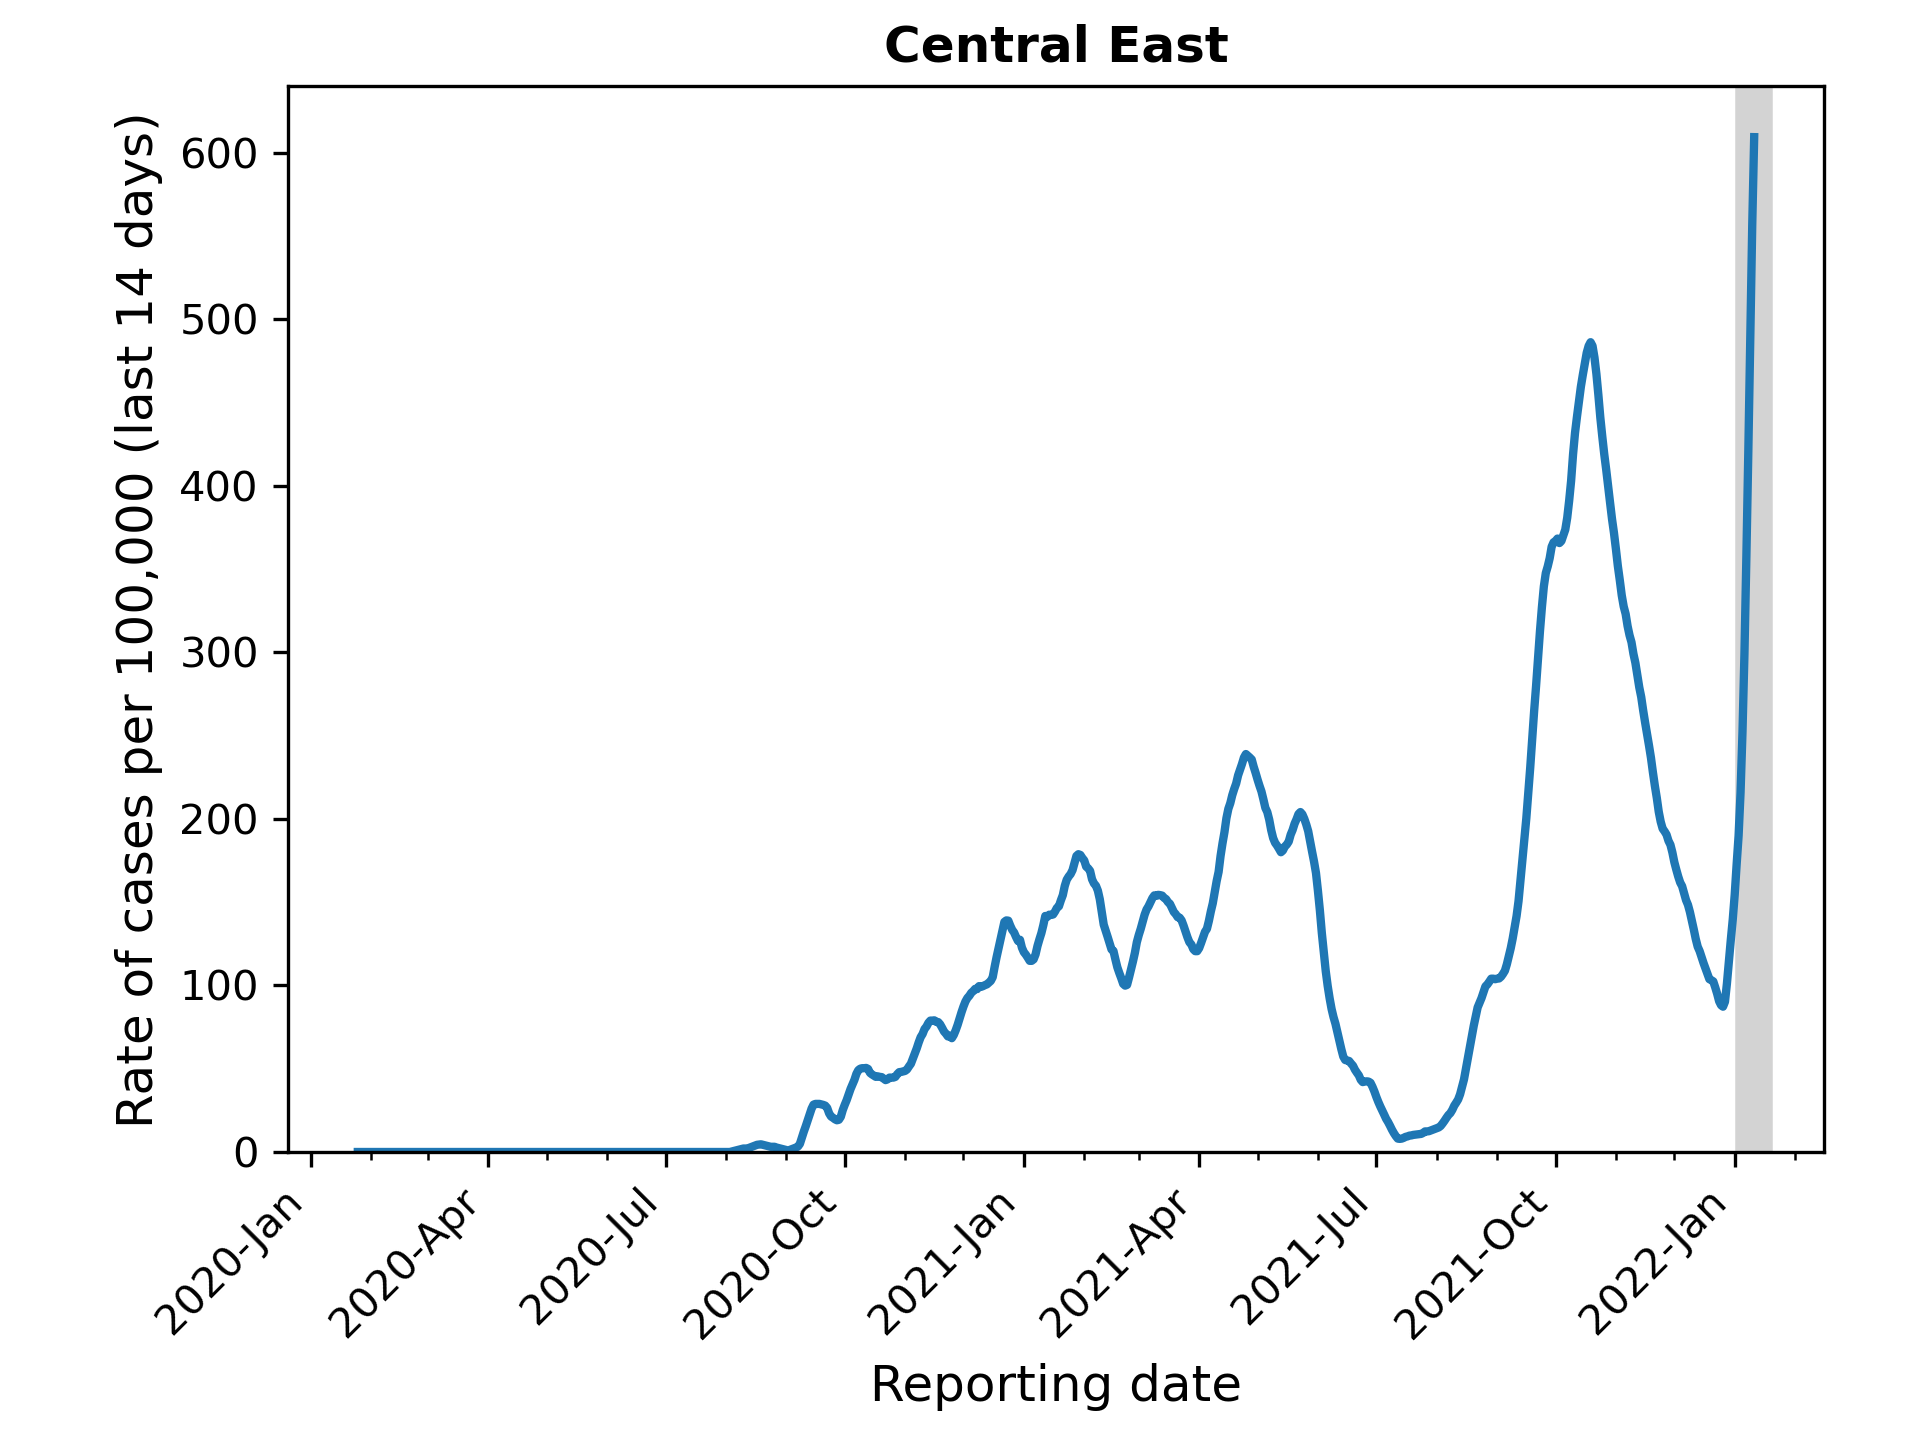 Central East
Rate of cases per 100,000 (last 14 days)
600
500
400
300
200
100
0
2020-Jan
2020-Apr
2020-Jul
2020-Oct
2021-Jan
2021-Apr
2021-Jul
2021-Oct
2022-Jan
Reporting date